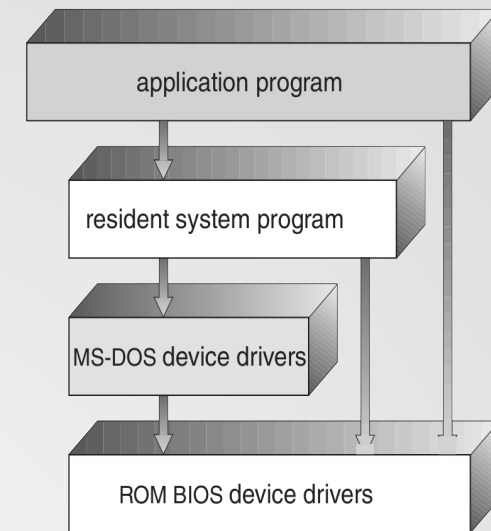 application program
resident system program
MS-DOS device drivers
ROM BIOS device drivers